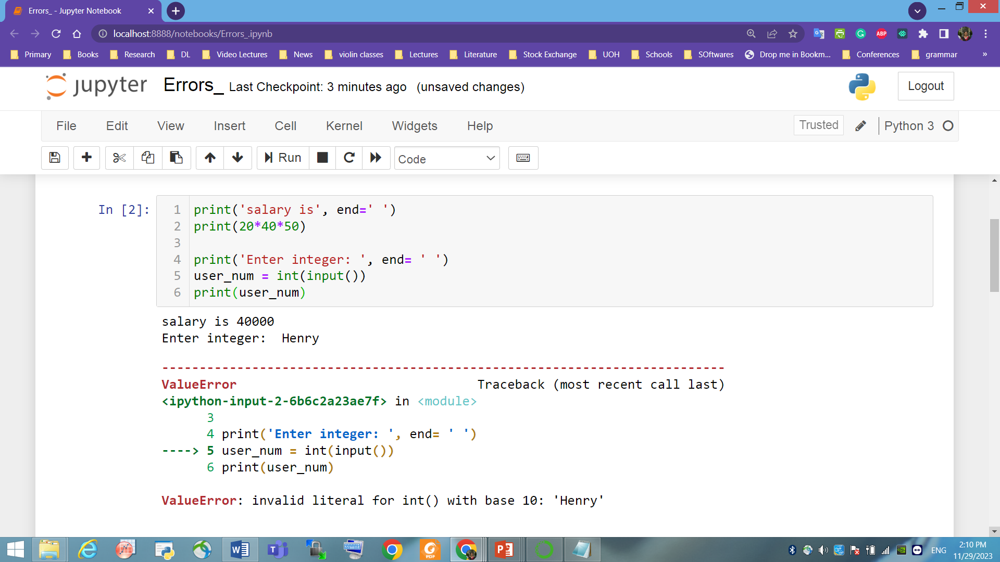 Errors_ - Jupyter Notebook
localhost:8888/notebooks/Errors_.ipynb
ABP
Primary Books Research DL Video Lectures News violin classes Lectures Literature Stock Exchange UOH Schools SOftwares Drop me in Bookm... Conferences grammar »
jupyter Errors_ Last Checkpoint: 3 minutes ago (unsaved changes) Logout
File Edit View Insert Cell Kernel Widgets Help Trusted Python 3
Run Code
In [2]:
1 print('salary is', end=' ')
2 print(20*40*50)
3
4 print('Enter integer: ', end= ' ')
5 user_num = int(input())
6 print(user_num)
salary is 40000
Enter integer:  Henry
---------------------------------------------------------------------------
ValueError                                Traceback (most recent call last)
<ipython-input-2-6b6c2a23ae7f> in <module>
      3
      4 print('Enter integer: ', end= ' ')
----> 5 user_num = int(input())
      6 print(user_num)
ValueError: invalid literal for int() with base 10: 'Henry'
PDF
ENG
2:10 PM
11/29/2023